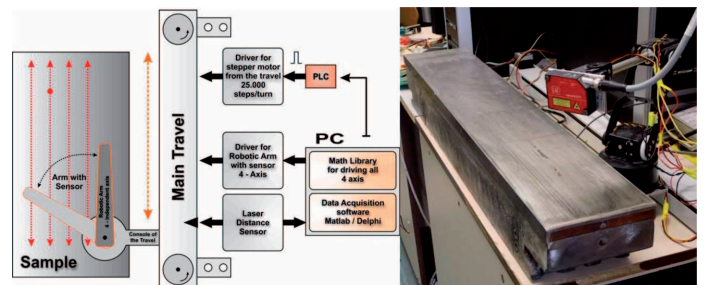 Sample
Arm with
Sensor
Robotic Arm
4 - independent axis
Console of
the Travel
Main Travel
Driver for
stepper motor
from the travel
25.000
steps/turn
PLC
PC
Driver for
Robotic Arm
with sensor
4 - Axis
Math Library
for driving all
4 axis
Laser
Distance
Sensor
Data Acquisition
software
Matlab / Delphi